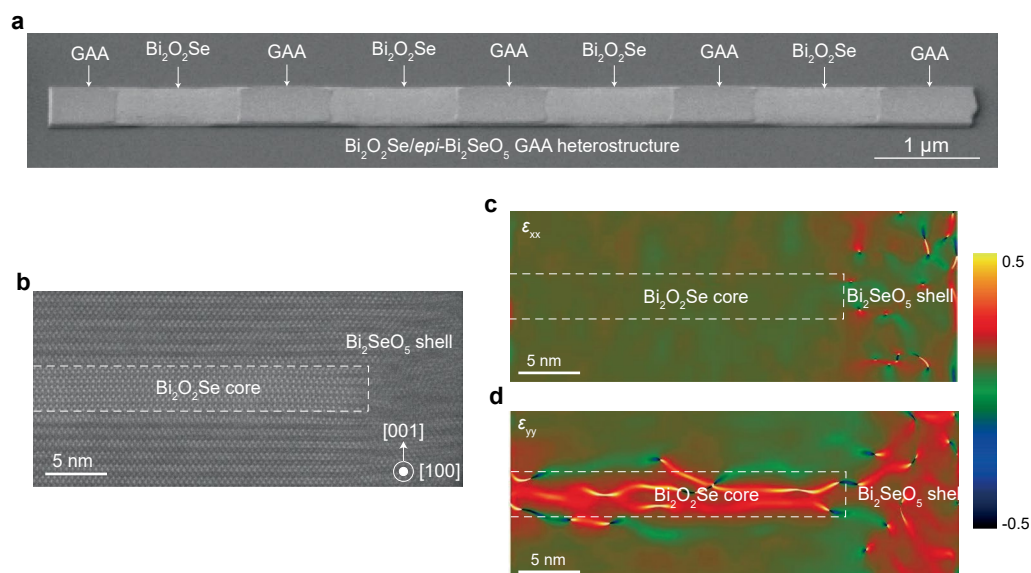 a
GAA Bi₂O₂Se GAA Bi₂O₂Se GAA Bi₂O₂Se GAA Bi₂O₂Se GAA
Bi₂O₂Se/epi-Bi₂SeO₅ GAA heterostructure
1 μm
b
Bi₂SeO₅ shell
Bi₂O₂Se core
[001]
[100]
5 nm
c
εxx
Bi₂O₂Se core
Bi₂SeO₅ shell
5 nm
d
εyy
Bi₂O₂Se core
Bi₂SeO₅ shell
5 nm
0.5
-0.5